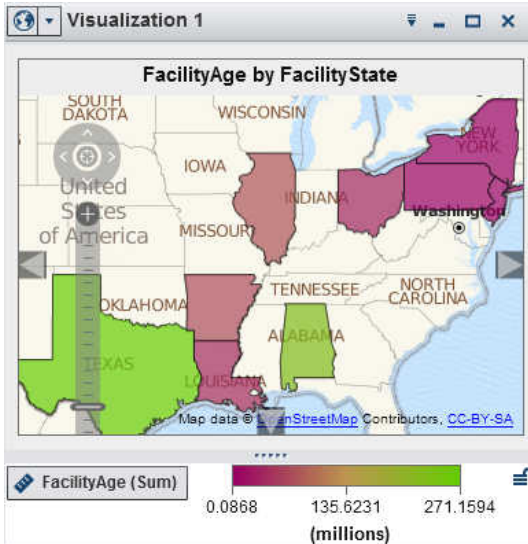 Visualization 1
FacilityAge by FacilityState
SOUTH
DAKOTA
WISCONSIN
NEW
YORK
IOWA
United
States
of America
INDIANA
Washington
MISSOURI
OKLAHOMA
TENNESSEE
NORTH
CAROLINA
ALABAMA
TEXAS
LOUISIANA
Map data © OpenStreetMap Contributors, CC-BY-SA
FacilityAge (Sum)
0.0868 135.6231 271.1594
(millions)